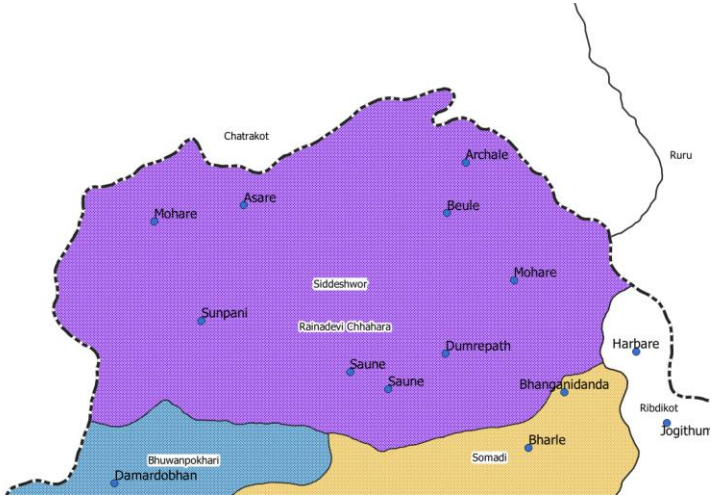 Chatrakot
Archale
Ruru
Asare
Mohare
Beule
Mohare
Siddeshwor
Sunpani
Rainadevi Chhahara
Dumrepath
Harbare
Saune
Saune
Bhanganidanda
Ribdikot
Jogithum
Bharle
Bhuwanpokhari
Somadi
Damardobhan